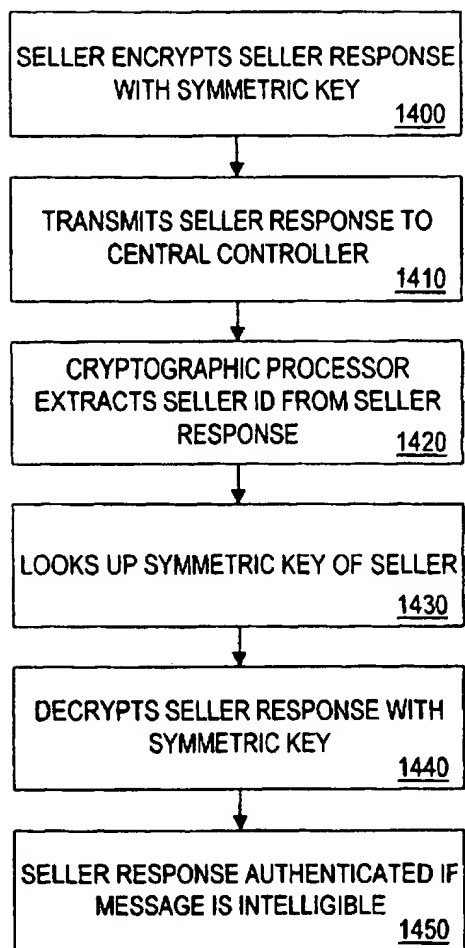 SELLER ENCRYPTS SELLER RESPONSE
WITH SYMMETRIC KEY
1400
TRANSMITS SELLER RESPONSE TO
CENTRAL CONTROLLER
1410
CRYPTOGRAPHIC PROCESSOR
EXTRACTS SELLER ID FROM SELLER
RESPONSE
1420
LOOKS UP SYMMETRIC KEY OF SELLER
1430
DECRYPTS SELLER RESPONSE WITH
SYMMETRIC KEY
1440
SELLER RESPONSE AUTHENTICATED IF
MESSAGE IS INTELLIGIBLE
1450